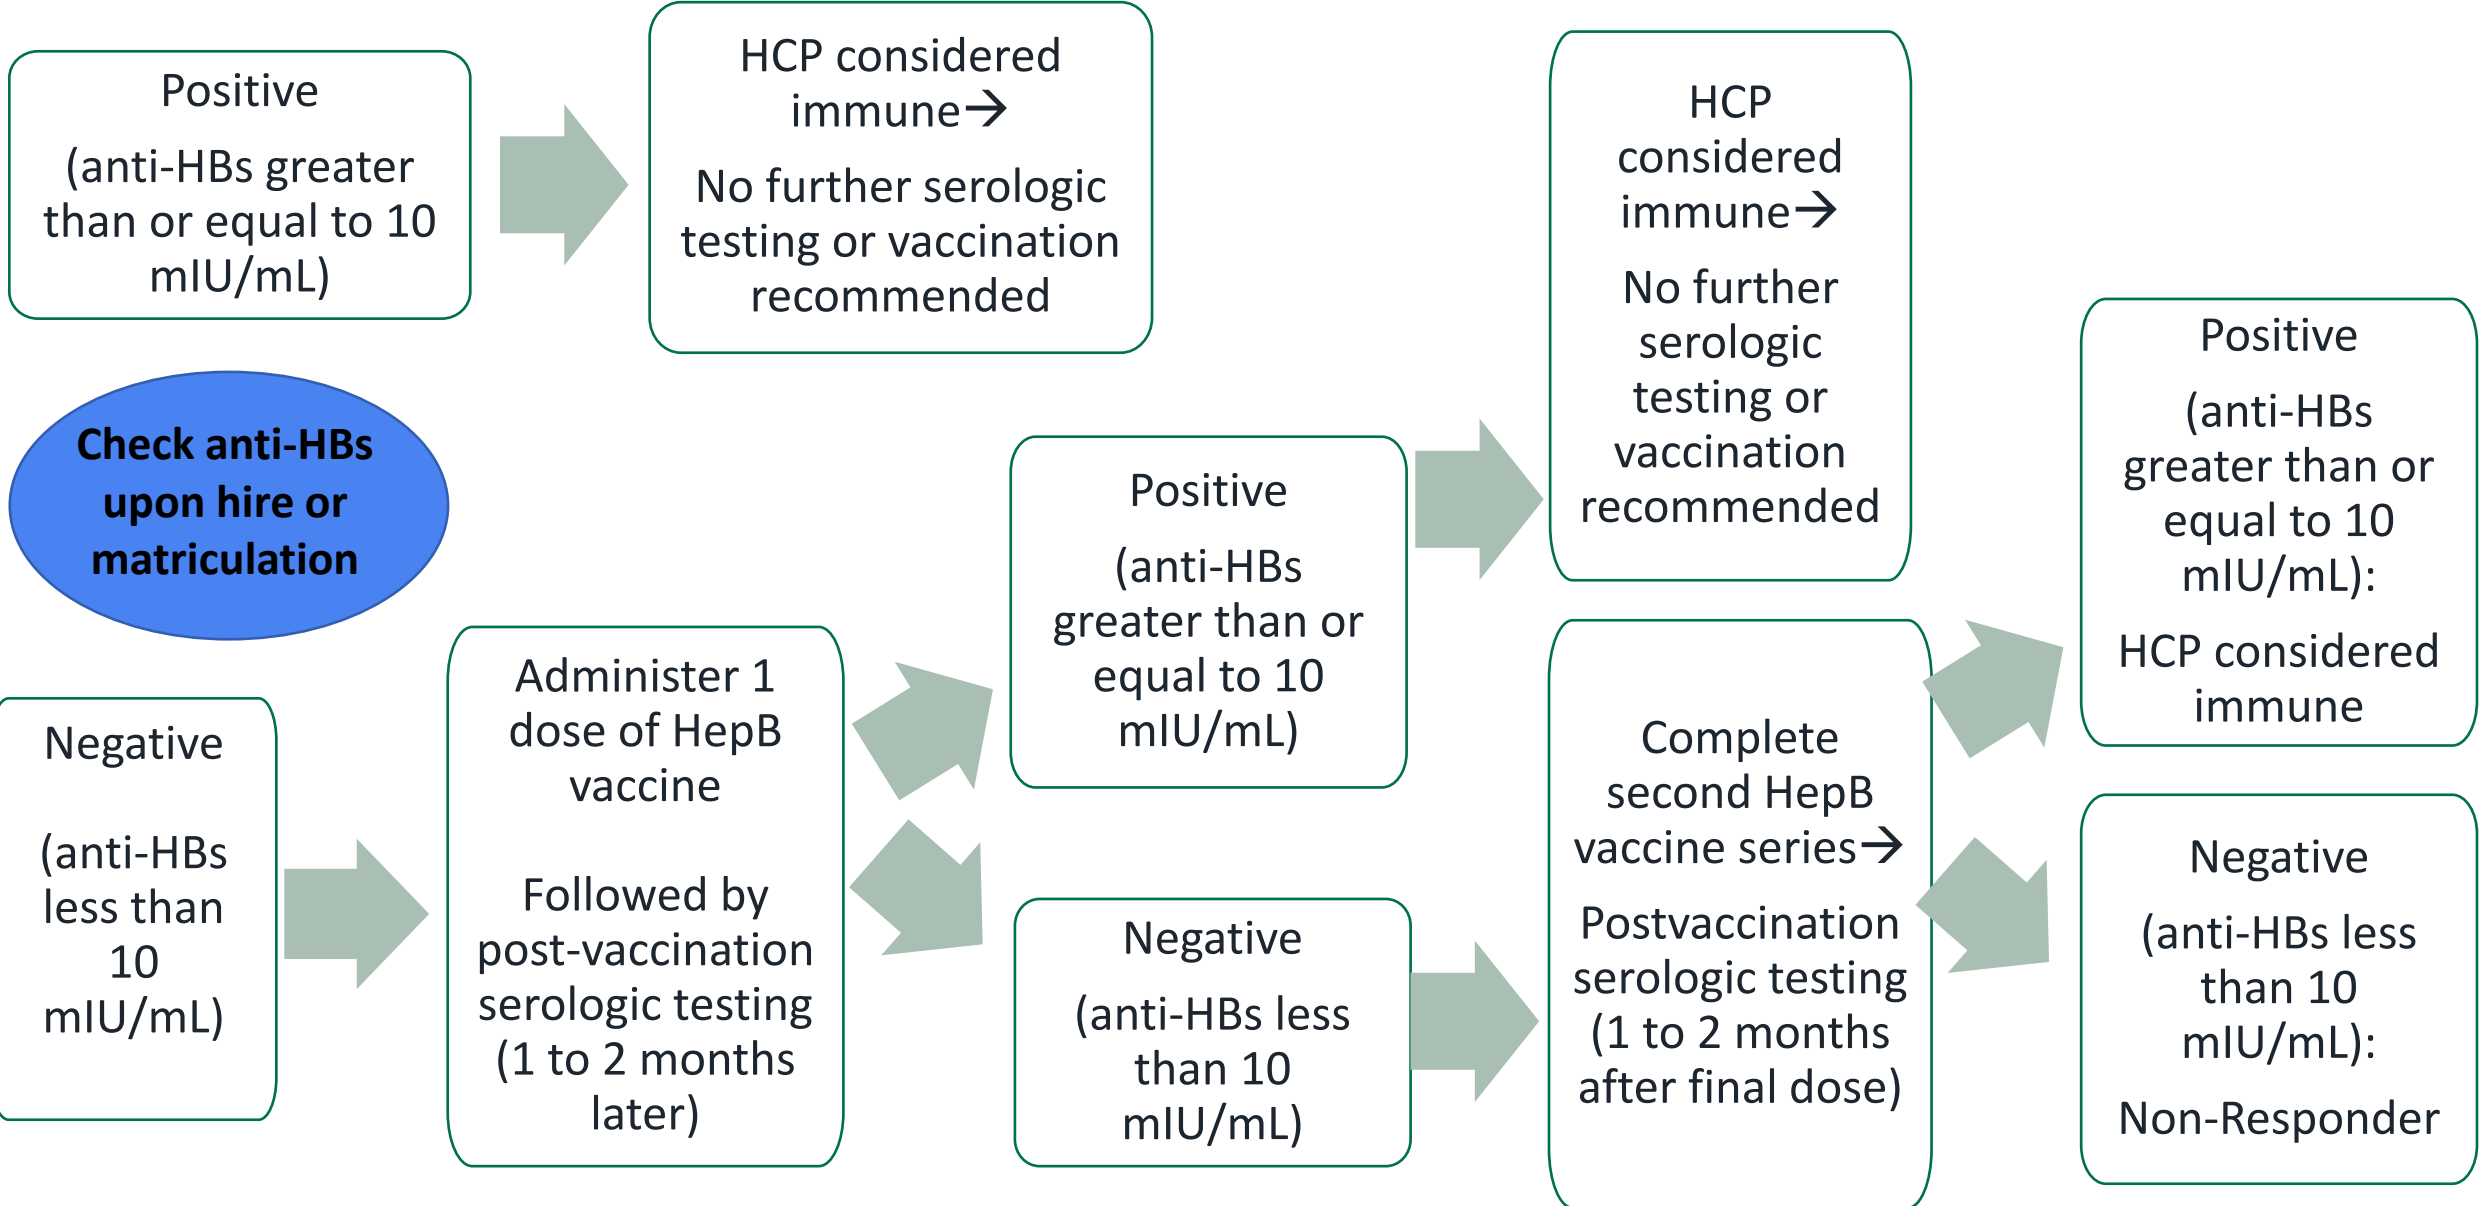 Positive
(anti-HBs greater
than or equal to 10
mIU/mL)
HCP considered
immune→
No further serologic
testing or vaccination
recommended
Check anti-HBs
upon hire or
matriculation
Negative
(anti-HBs
less than
10
mIU/mL)
Administer 1
dose of HepB
vaccine
Followed by
post-vaccination
serologic testing
(1 to 2 months
later)
Positive
(anti-HBs
greater than or
equal to 10
mIU/mL)
HCP
considered
immune→
No further
serologic
testing or
vaccination
recommended
Negative
(anti-HBs less
than 10
mIU/mL)
Complete
second HepB
vaccine series→
Postvaccination
serologic testing
(1 to 2 months
after final dose)
Positive
(anti-HBs
greater than or
equal to 10
mIU/mL):
HCP considered
immune
Negative
(anti-HBs less
than 10
mIU/mL):
Non-Responder